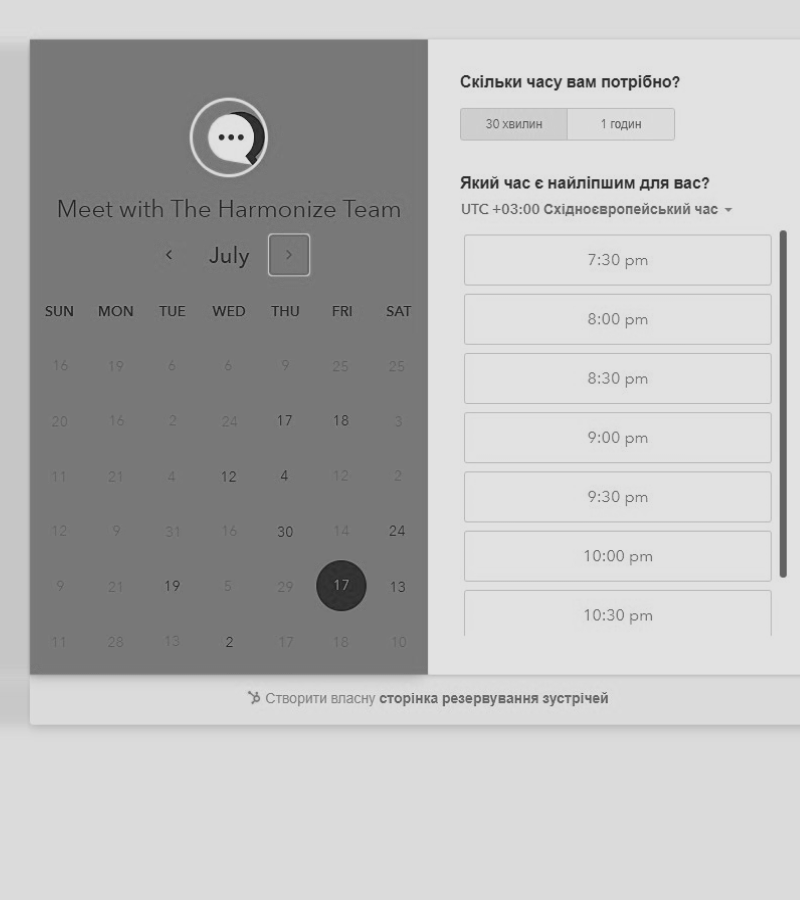 Meet with The Harmonize Team
July
SUN MON TUE WED THU FRI SAT
16 19 6 6 9 25 25
20 16 2 24 17 18 3
11 21 4 12 4 12 2
12 9 31 16 30 14 24
9 21 19 5 29 17 13
11 28 13 2 17 18 10
Скільки часу вам потрібно?
30 хвилин 1 годин
Який час є найліпшим для вас?
UTC +03:00 Східноєвропейський час
7:30 pm
8:00 pm
8:30 pm
9:00 pm
9:30 pm
10:00 pm
10:30 pm
Створити власну сторінка резервування зустрічей